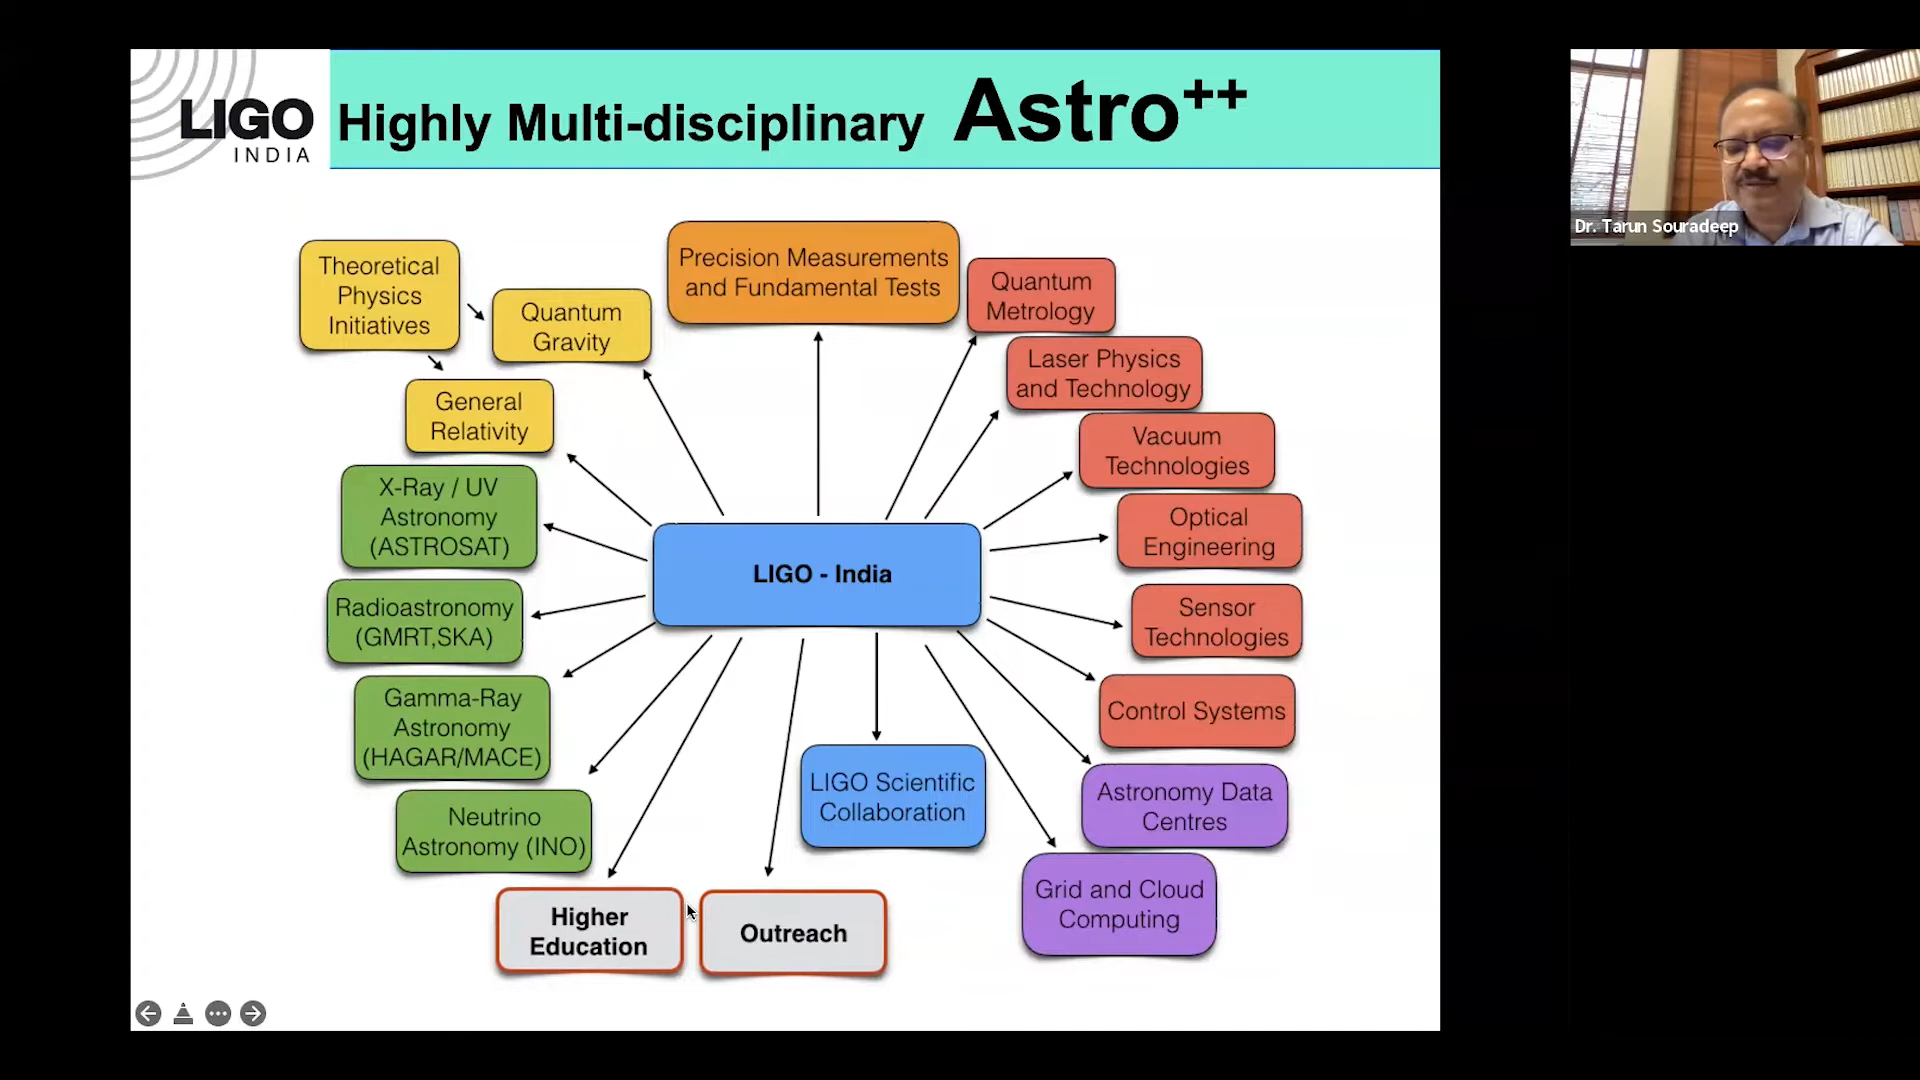 LIGO
INDIA
Highly Multi-disciplinary Astro++
Dr. Tarun Souradeep
Theoretical
Physics
Initiatives
Quantum
Gravity
General
Relativity
Precision Measurements
and Fundamental Tests
Quantum
Metrology
Laser Physics
and Technology
Vacuum
Technologies
Optical
Engineering
Sensor
Technologies
Control Systems
Astronomy Data
Centres
Grid and Cloud
Computing
X-Ray / UV
Astronomy
(ASTROSAT)
Radioastronomy
(GMRT,SKA)
Gamma-Ray
Astronomy
(HAGAR/MACE)
Neutrino
Astronomy (INO)
LIGO - India
LIGO Scientific
Collaboration
Higher
Education
Outreach